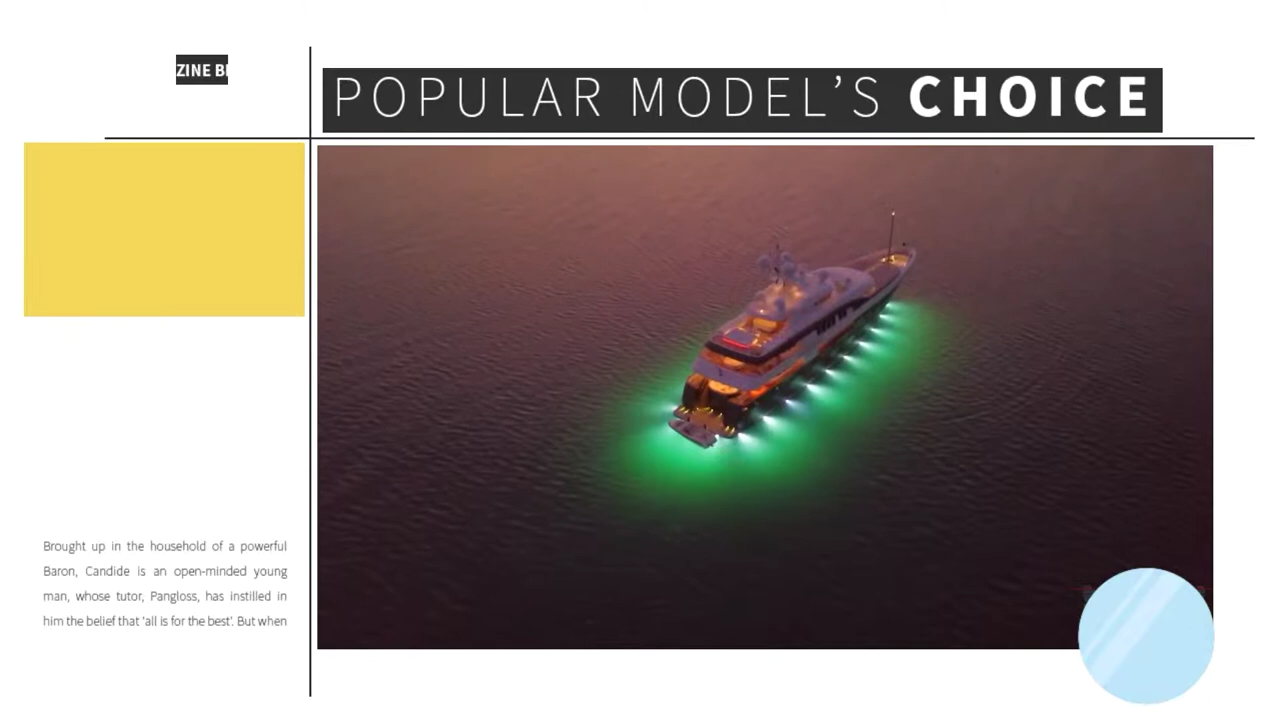 ZINE
POPULAR MODEL’S CHOICE
Brought up in the household of a powerful
Baron, Candide is an open-minded young
man, whose tutor, Pangloss, has instilled in
him the belief that ‘all is for the best’. But when